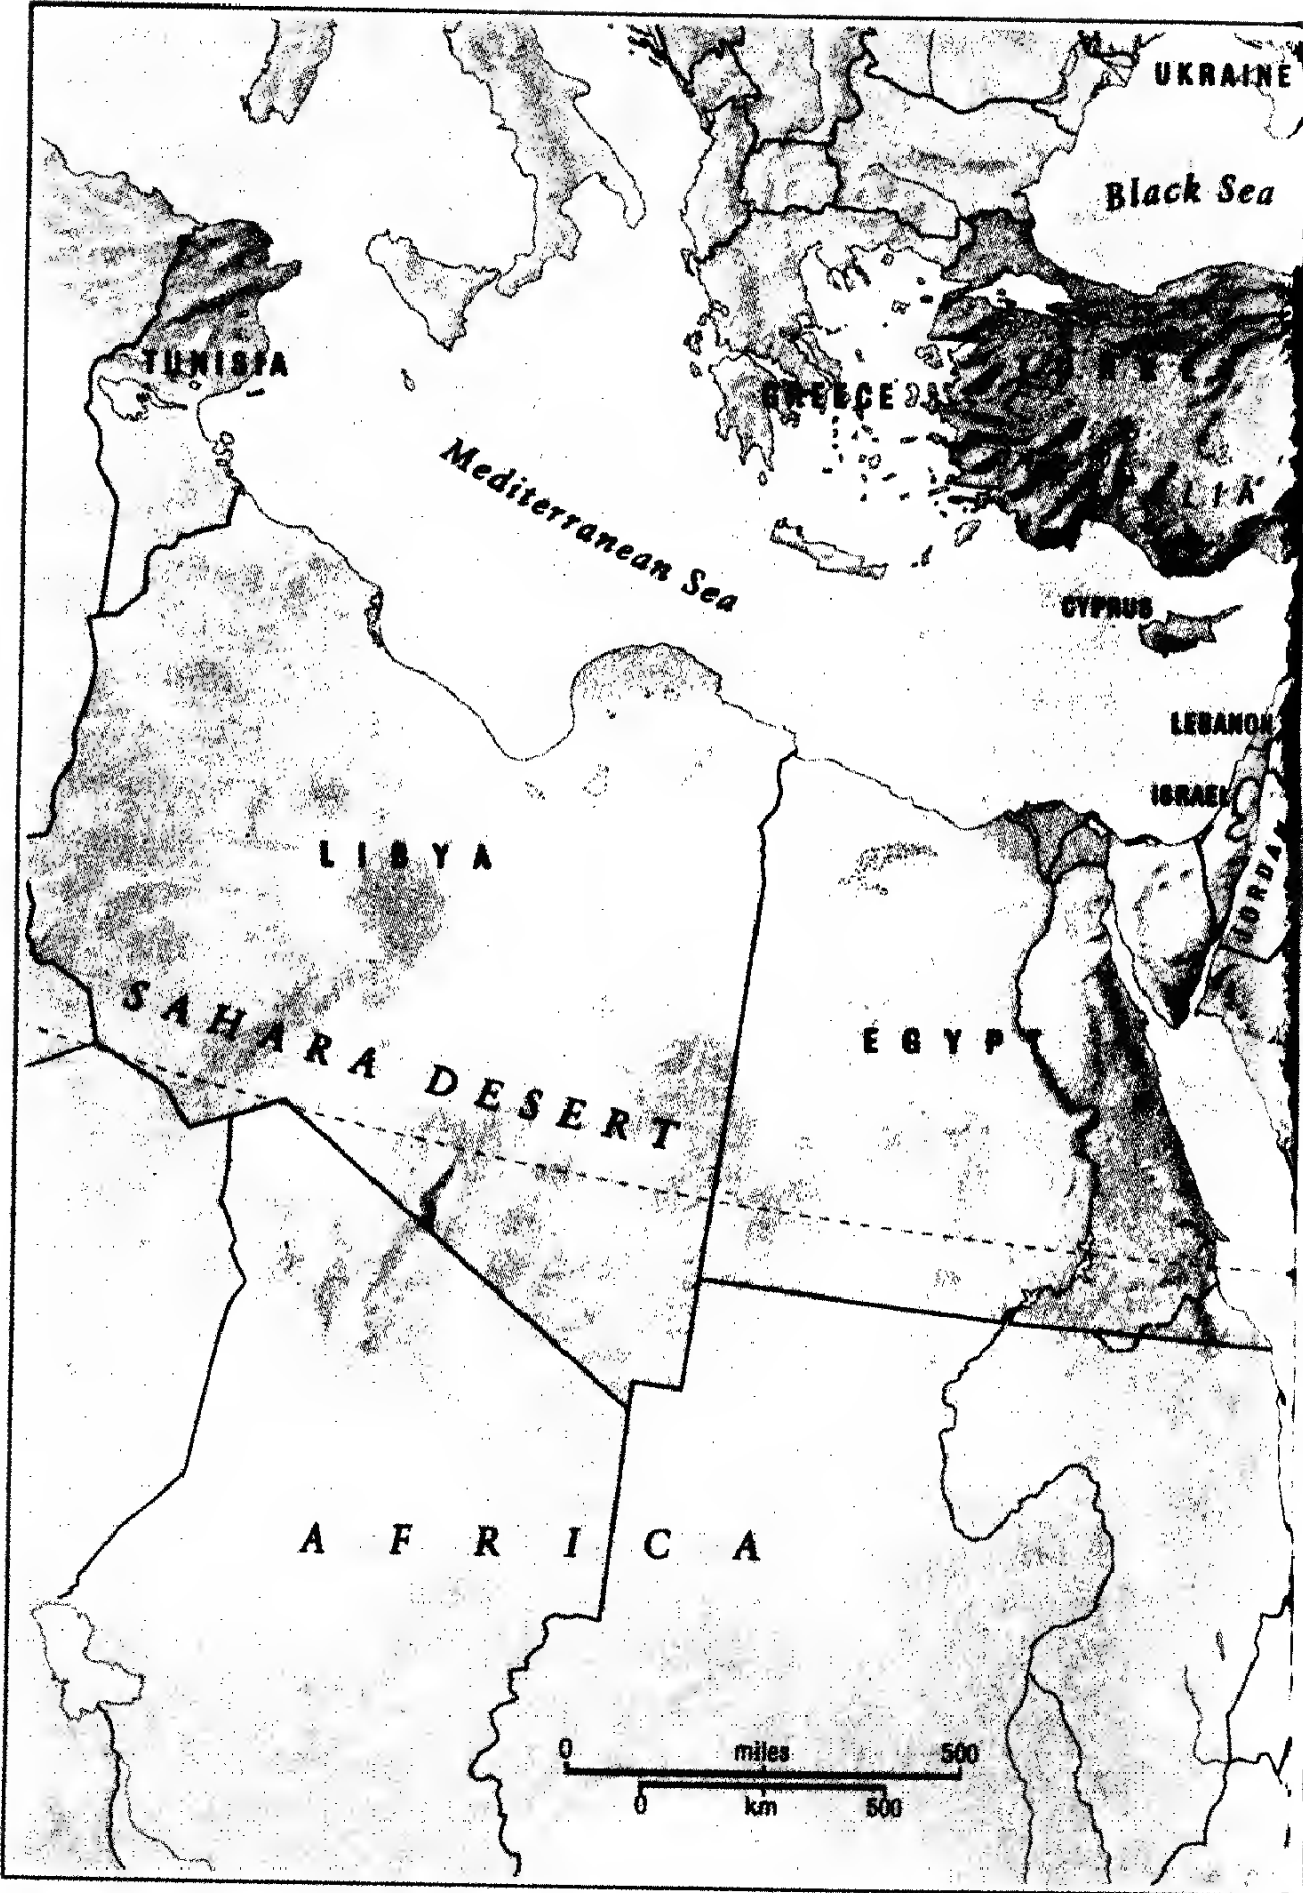 UKRAINE
Black Sea
TUNISIA
GREECE
Mediterranean Sea
CYPRUS
LEBANON
ISRAEL
JORDAN
LIBYA
SAHARA DESERT
EGYPT
AFRICA
0 miles 500
0 km 500